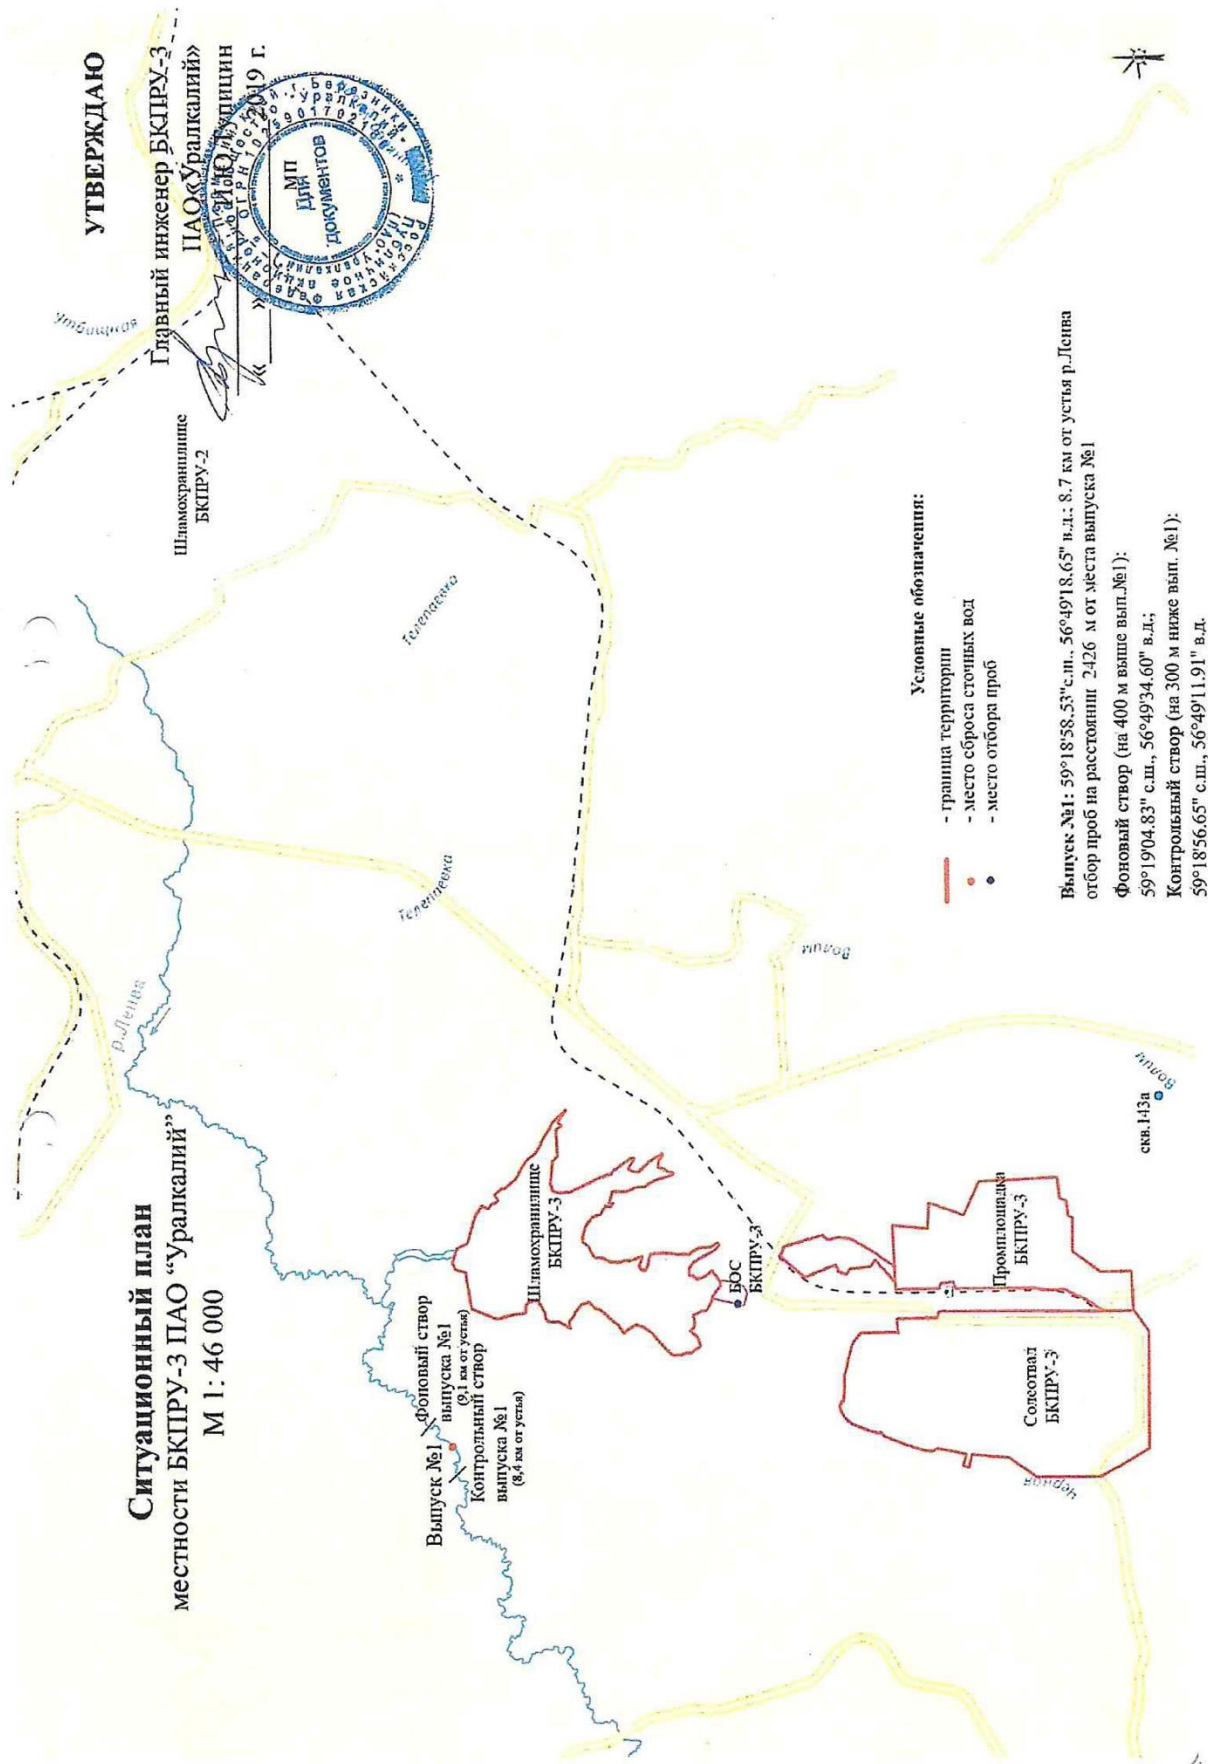 УТВЕРЖДАЮ
Главный инженер БКПРУ-3
ПАО «Уралкалий»
И.Ю.
« » 2019 г.
МП
Для
документов
Ситуационный план
местности БКПРУ-3 ПАО “Уралкалий”
М 1: 46 000
р.Ленва
Шламохранилище
БКПРУ-2
Телепаевка
Волим
Волим
Черная
Выпуск №1
Фоновый створ
выпуска №1
(9,1 км от устья)
Контрольный створ
выпуска №1
(8,4 км от устья)
Шламохранилище
БКПРУ-3
БОС
БКПРУ-3
Промплощадка
БКПРУ-3
Солеотвал
БКПРУ-3
скв.143а
Условные обозначения:
- граница территории
- место сброса сточных вод
- место отбора проб
Выпуск №1: 59°18'58.53"с.ш., 56°49'18.65" в.д.: 8.7 км от устья р.Ленва
отбор проб на расстоянии 2426 м от места выпуска №1
Фоновый створ (на 400 м выше вып.№1):
59°19'04.83" с.ш., 56°49'34.60" в.д.;
Контрольный створ (на 300 м ниже вып. №1):
59°18'56.65" с.ш., 56°49'11.91" в.д.